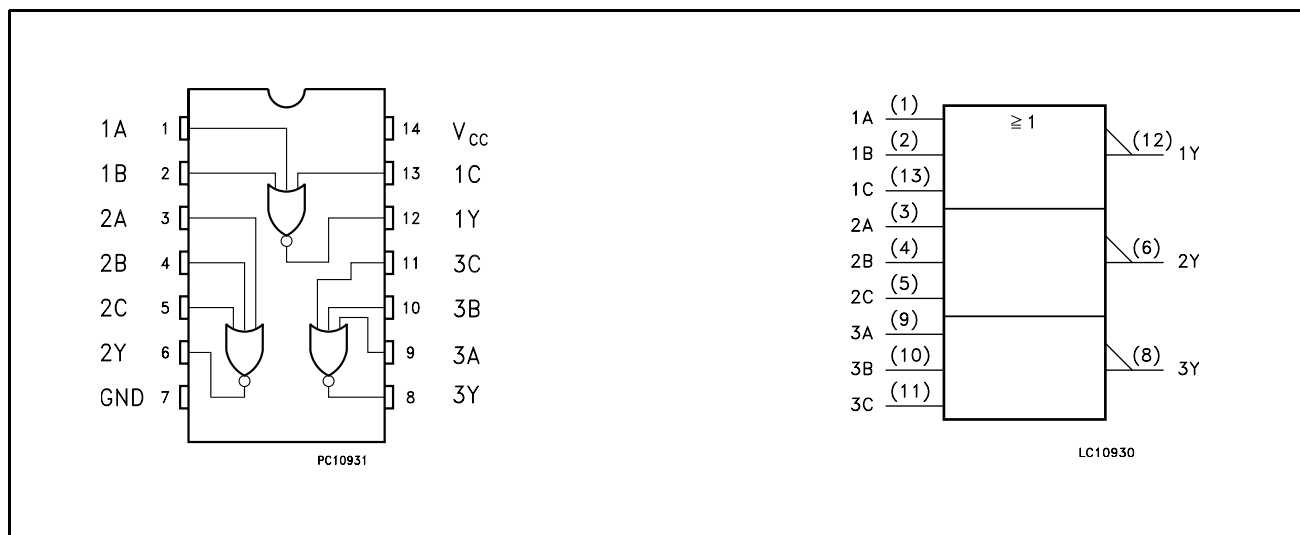 1A 1 14 VCC
1B 2 13 1C
2A 3 12 1Y
2B 4 11 3C
2C 5 10 3B
2Y 6 9 3A
GND 7 8 3Y
PC10931
≧1
1A (1)
1B (2)
1C (13)
2A (3)
2B (4)
2C (5)
3A (9)
3B (10)
3C (11)
(12) 1Y
(6) 2Y
(8) 3Y
LC10930